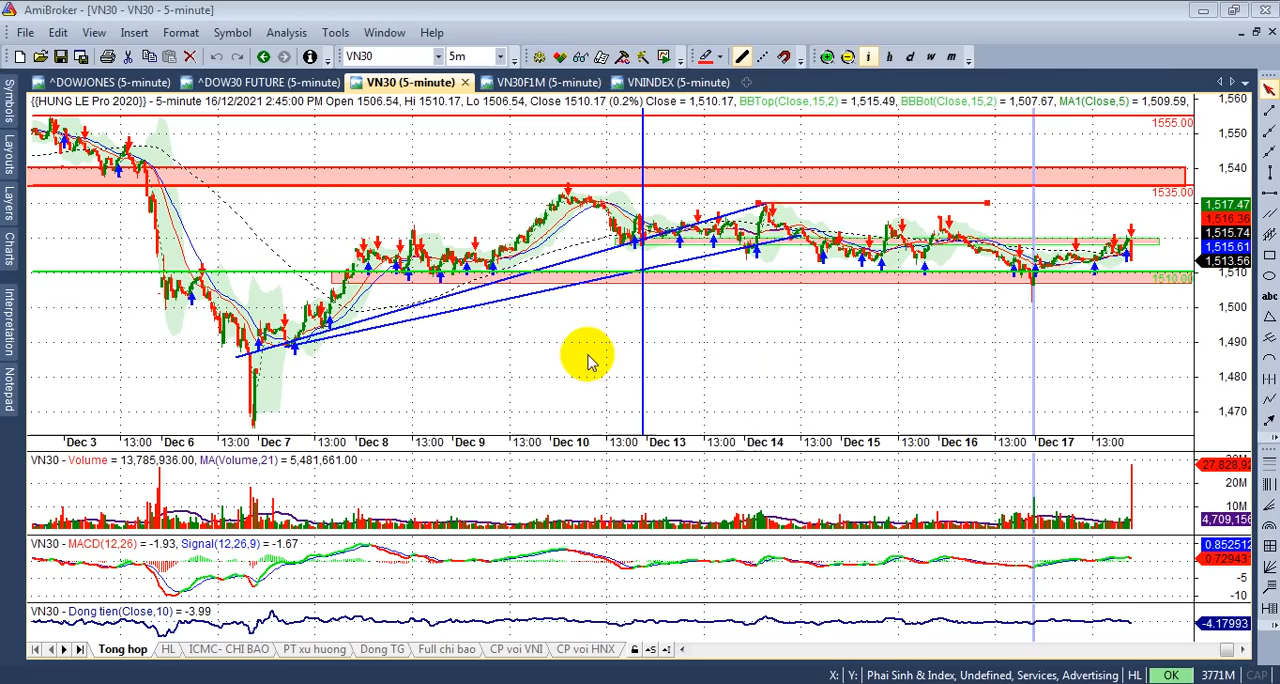 AmiBroker - [VN30 - VN30 - 5-minute]
File Edit View Insert Format Symbol Analysis Tools Window Help
VN30 5m i h d w m
^DOWJONES (5-minute) ^DOW30 FUTURE (5-minute) VN30 (5-minute) VN30F1M (5-minute) VNINDEX (5-minute)
{{HUNG LE Pro 2020}} - 5-minute 16/12/2021 2:45:00 PM Open 1506.54, Hi 1510.17, Lo 1506.54, Close 1510.17 (0.2%) Close = 1,510.17, BBTop(Close,15,2) = 1,515.49, BBBot(Close,15,2) = 1,507.67, MA1(Close,5) = 1,509.59,
Symbols
Layouts
Layers
Charts
Interpretation
Notepad
abc
1,560
1555.00
1,550
1,540
1535.00
1,530
1,517.47
1,516.36
1,515.74
1,515.61
1,513.56
1510.00
1,510
1,500
1,490
1,480
1,470
Dec 3 13:00 Dec 6 13:00 Dec 7 13:00 Dec 8 13:00 Dec 9 13:00 Dec 10 13:00 Dec 13 13:00 Dec 14 13:00 Dec 15 13:00 Dec 16 13:00 Dec 17 13:00
VN30 - Volume = 13,785,936.00, MA(Volume,21) = 5,481,661.00
27,828,92
20M
10M
4,709,156
VN30 - MACD(12,26) = -1.93, Signal(12,26,9) = -1.67
0.852512
0.72943
-5
-10
VN30 - Dong tien(Close,10) = -3.99
-4.17993
Tong hop HL ICMC- CHI BAO PT xu huong Dong TG Full chi bao CP voi VNI CP voi HNX
X: Y: Phai Sinh & Index, Undefined, Services, Advertising HL OK 3771M CAP